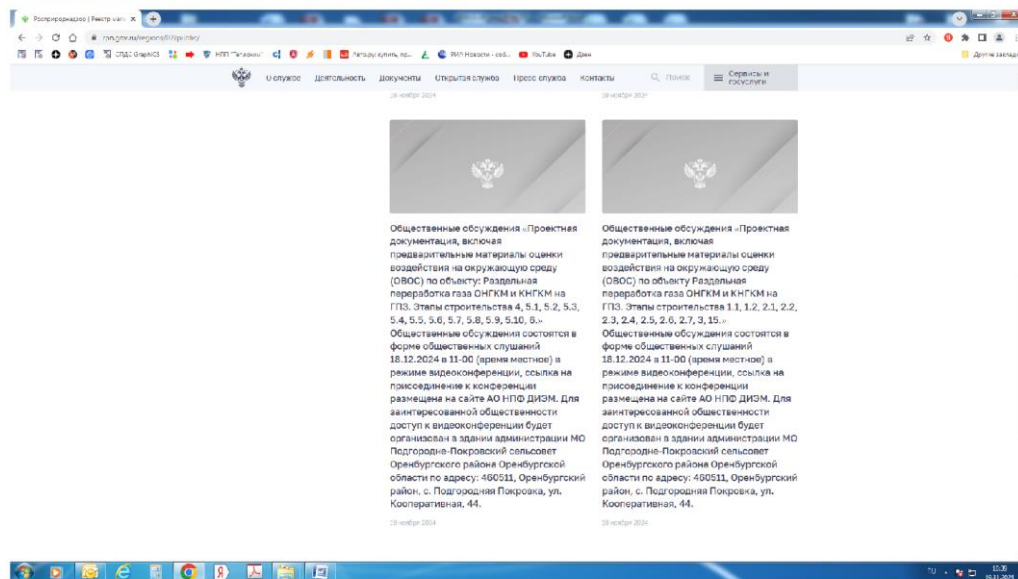 Росприроднадзор | Реестр
О службе Деятельность Документы Открытая служба Пресс-служба Контакты Поиск Сервисы и госуслуги
18 ноября 2024 18 ноября 2024
Общественные обсуждения «Проектная
документация, включая
предварительные материалы оценки
воздействия на окружающую среду
(ОВОС) по объекту: Раздельная
переработка газа ОНГКМ и КНГКМ на
ГПЗ. Этапы строительства 4, 5.1, 5.2, 5.3,
5.4, 5.5, 5.6, 5.7, 5.8, 5.9, 5.10, 6.»
Общественные обсуждения состоятся в
форме общественных слушаний
18.12.2024 в 11-00 (время местное) в
режиме видеоконференции, ссылка на
присоединение к конференции
размещена на сайте АО НПФ ДИЭМ. Для
заинтересованной общественности
доступ к видеоконференции будет
организован в здании администрации МО
Подгородне-Покровский сельсовет
Оренбургского района Оренбургской
области по адресу: 460511, Оренбургский
район, с. Подгородняя Покровка, ул.
Кооперативная, 44.
18 ноября 2024
Общественные обсуждения «Проектная
документация, включая
предварительные материалы оценки
воздействия на окружающую среду
(ОВОС) по объекту Раздельная
переработка газа ОНГКМ и КНГКМ на
ГПЗ. Этапы строительства 1.1, 1.2, 2.1, 2.2,
2.3, 2.4, 2.5, 2.6, 2.7, 3, 15.»
Общественные обсуждения состоятся в
форме общественных слушаний
18.12.2024 в 11-00 (время местное) в
режиме видеоконференции, ссылка на
присоединение к конференции
размещена на сайте АО НПФ ДИЭМ. Для
заинтересованной общественности
доступ к видеоконференции будет
организован в здании администрации МО
Подгородне-Покровский сельсовет
Оренбургского района Оренбургской
области по адресу: 460511, Оренбургский
район, с. Подгородняя Покровка, ул.
Кооперативная, 44.
18 ноября 2024
RU